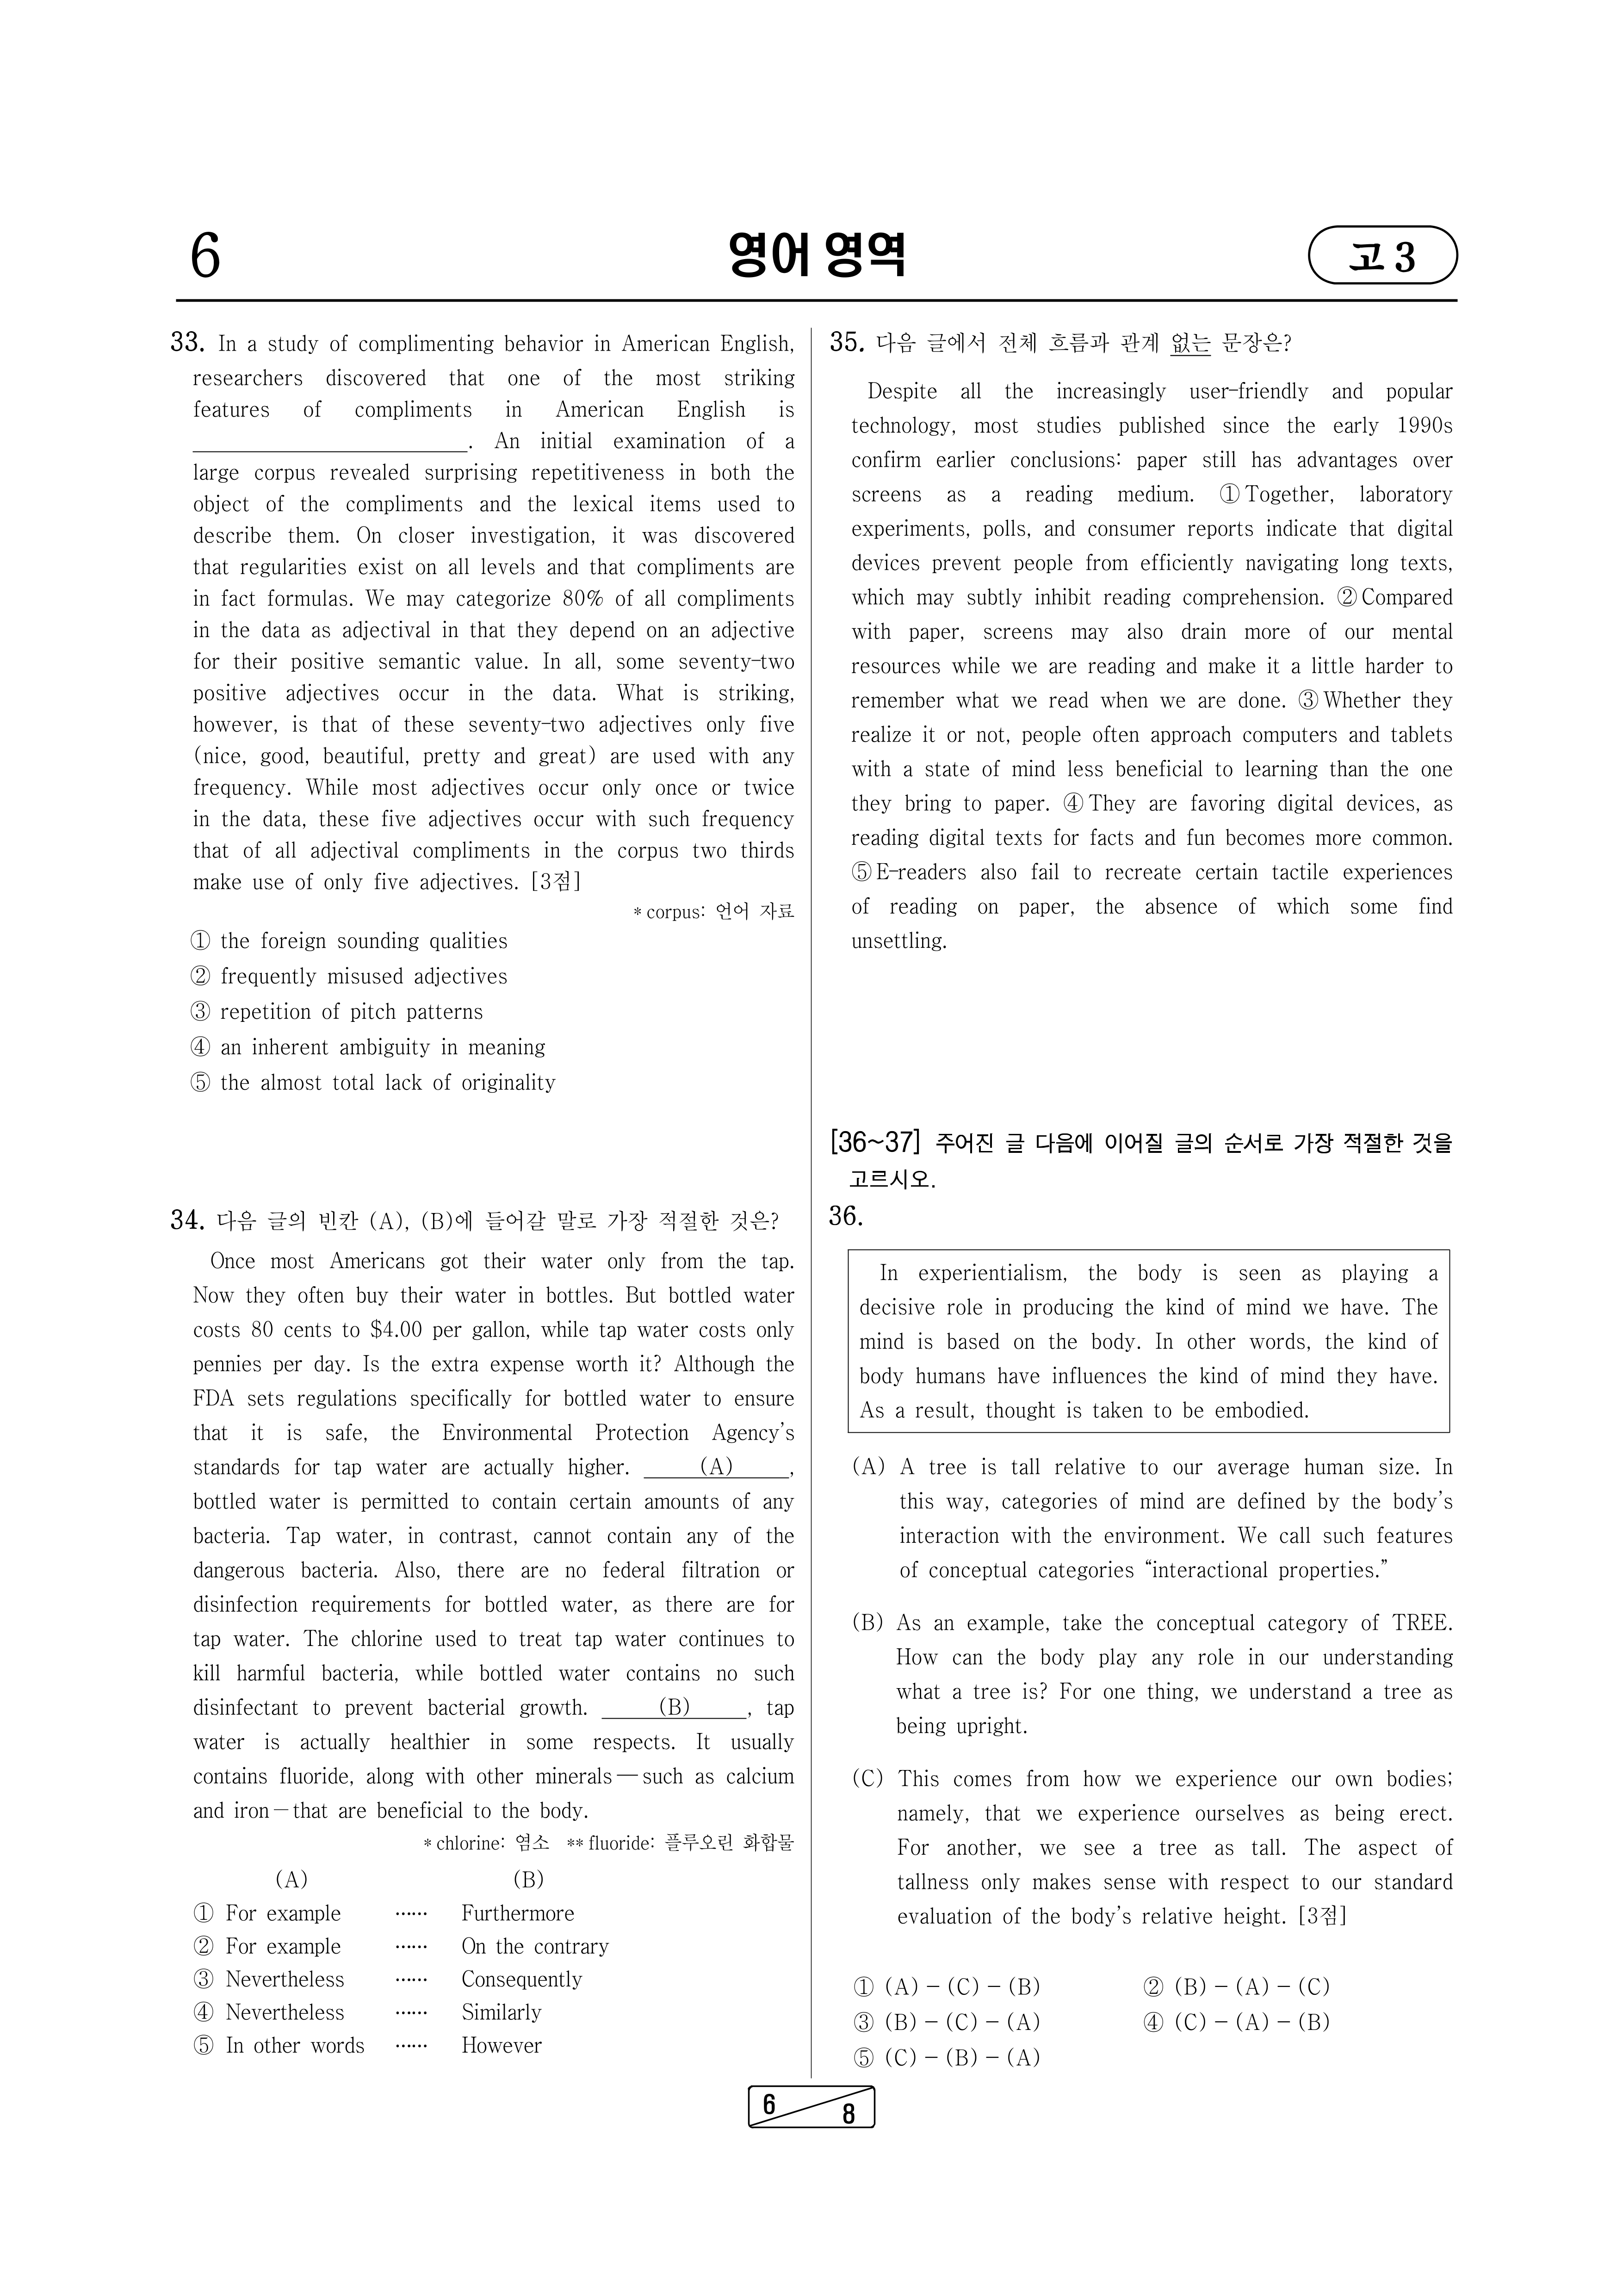 6
영어 영역
고 3
33. In a study of complimenting behavior in American English,
researchers discovered that one of the most striking
features of compliments in American English is
____________________. An initial examination of a
large corpus revealed surprising repetitiveness in both the
object of the compliments and the lexical items used to
describe them. On closer investigation, it was discovered
that regularities exist on all levels and that compliments are
in fact formulas. We may categorize 80% of all compliments
in the data as adjectival in that they depend on an adjective
for their positive semantic value. In all, some seventy-two
positive adjectives occur in the data. What is striking,
however, is that of these seventy-two adjectives only five
(nice, good, beautiful, pretty and great) are used with any
frequency. While most adjectives occur only once or twice
in the data, these five adjectives occur with such frequency
that of all adjectival compliments in the corpus two thirds
make use of only five adjectives. [3점]
* corpus: 언어 자료
① the foreign sounding qualities
② frequently misused adjectives
③ repetition of pitch patterns
④ an inherent ambiguity in meaning
⑤ the almost total lack of originality
34. 다음 글의 빈칸 (A), (B)에 들어갈 말로 가장 적절한 것은?
Once most Americans got their water only from the tap.
Now they often buy their water in bottles. But bottled water
costs 80 cents to $4.00 per gallon, while tap water costs only
pennies per day. Is the extra expense worth it? Although the
FDA sets regulations specifically for bottled water to ensure
that it is safe, the Environmental Protection Agency's
standards for tap water are actually higher. ____(A)____,
bottled water is permitted to contain certain amounts of any
bacteria. Tap water, in contrast, cannot contain any of the
dangerous bacteria. Also, there are no federal filtration or
disinfection requirements for bottled water, as there are for
tap water. The chlorine used to treat tap water continues to
kill harmful bacteria, while bottled water contains no such
disinfectant to prevent bacterial growth. ____(B)____, tap
water is actually healthier in some respects. It usually
contains fluoride, along with other minerals — such as calcium
and iron — that are beneficial to the body.
* chlorine: 염소 ** fluoride: 플루오린 화합물
(A) (B)
① For example …… Furthermore
② For example …… On the contrary
③ Nevertheless …… Consequently
④ Nevertheless …… Similarly
⑤ In other words …… However
35. 다음 글에서 전체 흐름과 관계 없는 문장은?
Despite all the increasingly user-friendly and popular
technology, most studies published since the early 1990s
confirm earlier conclusions: paper still has advantages over
screens as a reading medium. ① Together, laboratory
experiments, polls, and consumer reports indicate that digital
devices prevent people from efficiently navigating long texts,
which may subtly inhibit reading comprehension. ② Compared
with paper, screens may also drain more of our mental
resources while we are reading and make it a little harder to
remember what we read when we are done. ③ Whether they
realize it or not, people often approach computers and tablets
with a state of mind less beneficial to learning than the one
they bring to paper. ④ They are favoring digital devices, as
reading digital texts for facts and fun becomes more common.
⑤ E-readers also fail to recreate certain tactile experiences
of reading on paper, the absence of which some find
unsettling.
[36~37] 주어진 글 다음에 이어질 글의 순서로 가장 적절한 것을
고르시오.
36.
In experientialism, the body is seen as playing a
decisive role in producing the kind of mind we have. The
mind is based on the body. In other words, the kind of
body humans have influences the kind of mind they have.
As a result, thought is taken to be embodied.
(A) A tree is tall relative to our average human size. In
this way, categories of mind are defined by the body's
interaction with the environment. We call such features
of conceptual categories “interactional properties.”
(B) As an example, take the conceptual category of TREE.
How can the body play any role in our understanding
what a tree is? For one thing, we understand a tree as
being upright.
(C) This comes from how we experience our own bodies;
namely, that we experience ourselves as being erect.
For another, we see a tree as tall. The aspect of
tallness only makes sense with respect to our standard
evaluation of the body's relative height. [3점]
① (A) - (C) - (B) ② (B) - (A) - (C)
③ (B) - (C) - (A) ④ (C) - (A) - (B)
⑤ (C) - (B) - (A)
6
8